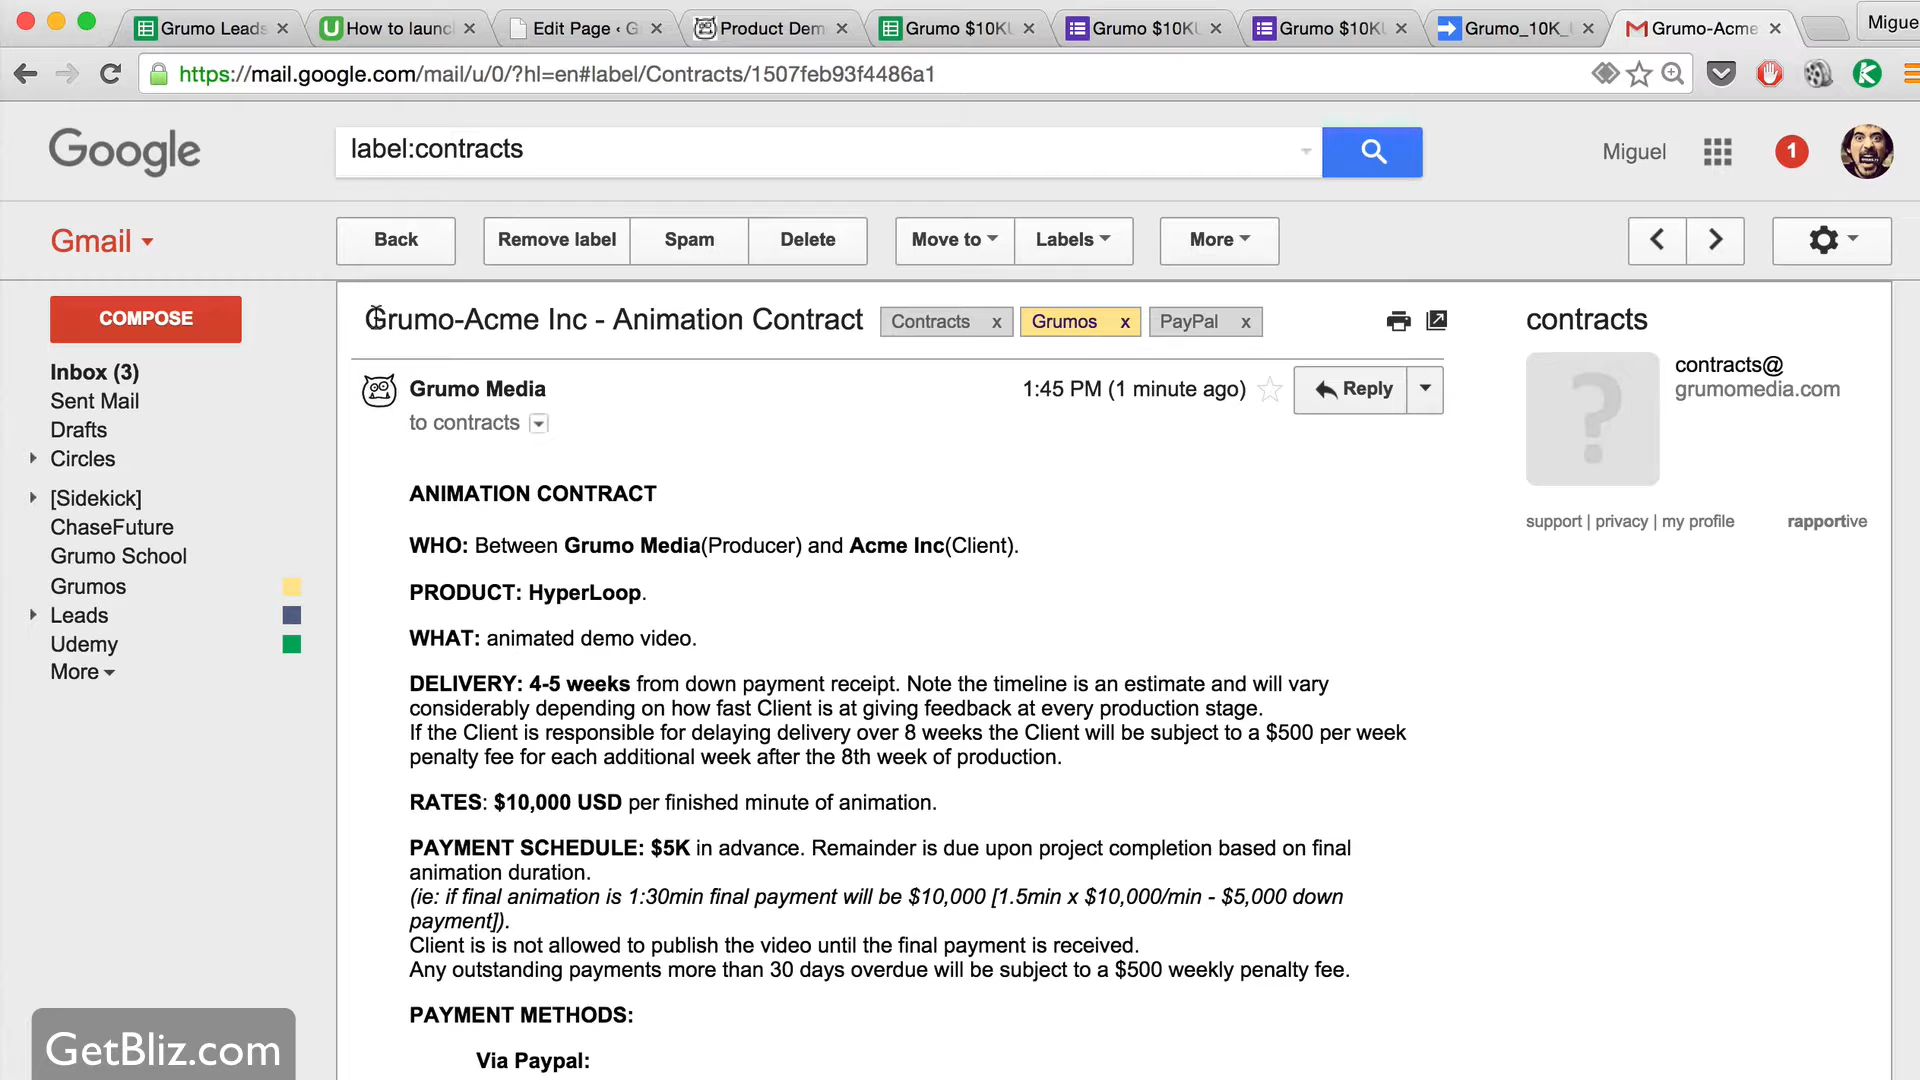 Grumo Leads
How to launc
Edit Page ‹ G
Product Dem
Grumo $10KU
Grumo $10KU
Grumo $10KU
Grumo_10K_
Grumo-Acme
Migue
https://mail.google.com/mail/u/0/?hl=en#label/Contracts/1507feb93f4486a1
Google
label:contracts
Miguel
1
Gmail
Back
Remove label
Spam
Delete
Move to
Labels
More
COMPOSE
Inbox (3)
Sent Mail
Drafts
Circles
[Sidekick]
ChaseFuture
Grumo School
Grumos
Leads
Udemy
More
Grumo-Acme Inc - Animation Contract
Contracts x
Grumos x
PayPal x
Grumo Media
1:45 PM (1 minute ago)
Reply
to contracts
ANIMATION CONTRACT
WHO: Between Grumo Media(Producer) and Acme Inc(Client).
PRODUCT: HyperLoop.
WHAT: animated demo video.
DELIVERY: 4-5 weeks from down payment receipt. Note the timeline is an estimate and will vary
considerably depending on how fast Client is at giving feedback at every production stage.
If the Client is responsible for delaying delivery over 8 weeks the Client will be subject to a $500 per week
penalty fee for each additional week after the 8th week of production.
RATES: $10,000 USD per finished minute of animation.
PAYMENT SCHEDULE: $5K in advance. Remainder is due upon project completion based on final
animation duration.
(ie: if final animation is 1:30min final payment will be $10,000 [1.5min x $10,000/min - $5,000 down
payment]).
Client is is not allowed to publish the video until the final payment is received.
Any outstanding payments more than 30 days overdue will be subject to a $500 weekly penalty fee.
PAYMENT METHODS:
Via Paypal:
contracts
contracts@
grumomedia.com
support | privacy | my profile
rapportive
GetBliz.com